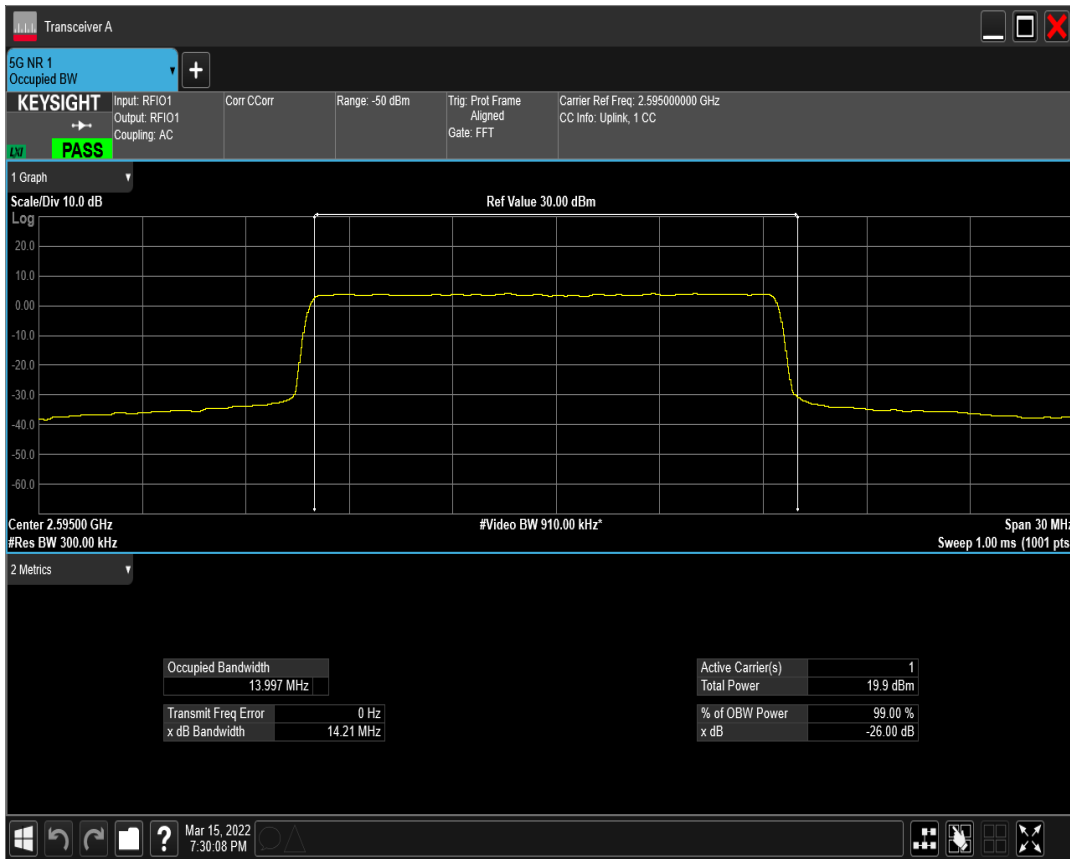 Transceiver A
5G NR 1
Occupied BW
+
KEYSIGHT
LXI
PASS
Input: RFIO1
Output: RFIO1
Coupling: AC
Corr CCorr
Range: -50 dBm
Trig: Prot Frame
Aligned
Gate: FFT
Carrier Ref Freq: 2.595000000 GHz
CC Info: Uplink, 1 CC
1 Graph
Scale/Div 10.0 dB
Ref Value 30.00 dBm
Log
20.0
10.0
0.00
-10.0
-20.0
-30.0
-40.0
-50.0
-60.0
Center 2.59500 GHz
#Video BW 910.00 kHz*
Span 30 MHz
#Res BW 300.00 kHz
Sweep 1.00 ms (1001 pts
2 Metrics
Occupied Bandwidth
13.997 MHz
Transmit Freq Error 0 Hz
x dB Bandwidth 14.21 MHz
Active Carrier(s) 1
Total Power 19.9 dBm
% of OBW Power 99.00 %
x dB -26.00 dB
?
Mar 15, 2022
7:30:08 PM